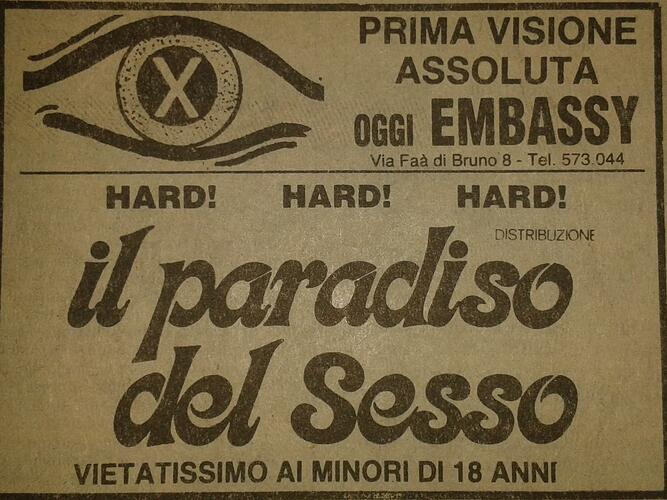 X
PRIMA VISIONE
ASSOLUTA
OGGI EMBASSY
Via Faà di Bruno 8 - Tel. 573.044
HARD! HARD! HARD!
DISTRIBUZIONE
il paradiso
del Sesso
VIETATISSIMO AI MINORI DI 18 ANNI